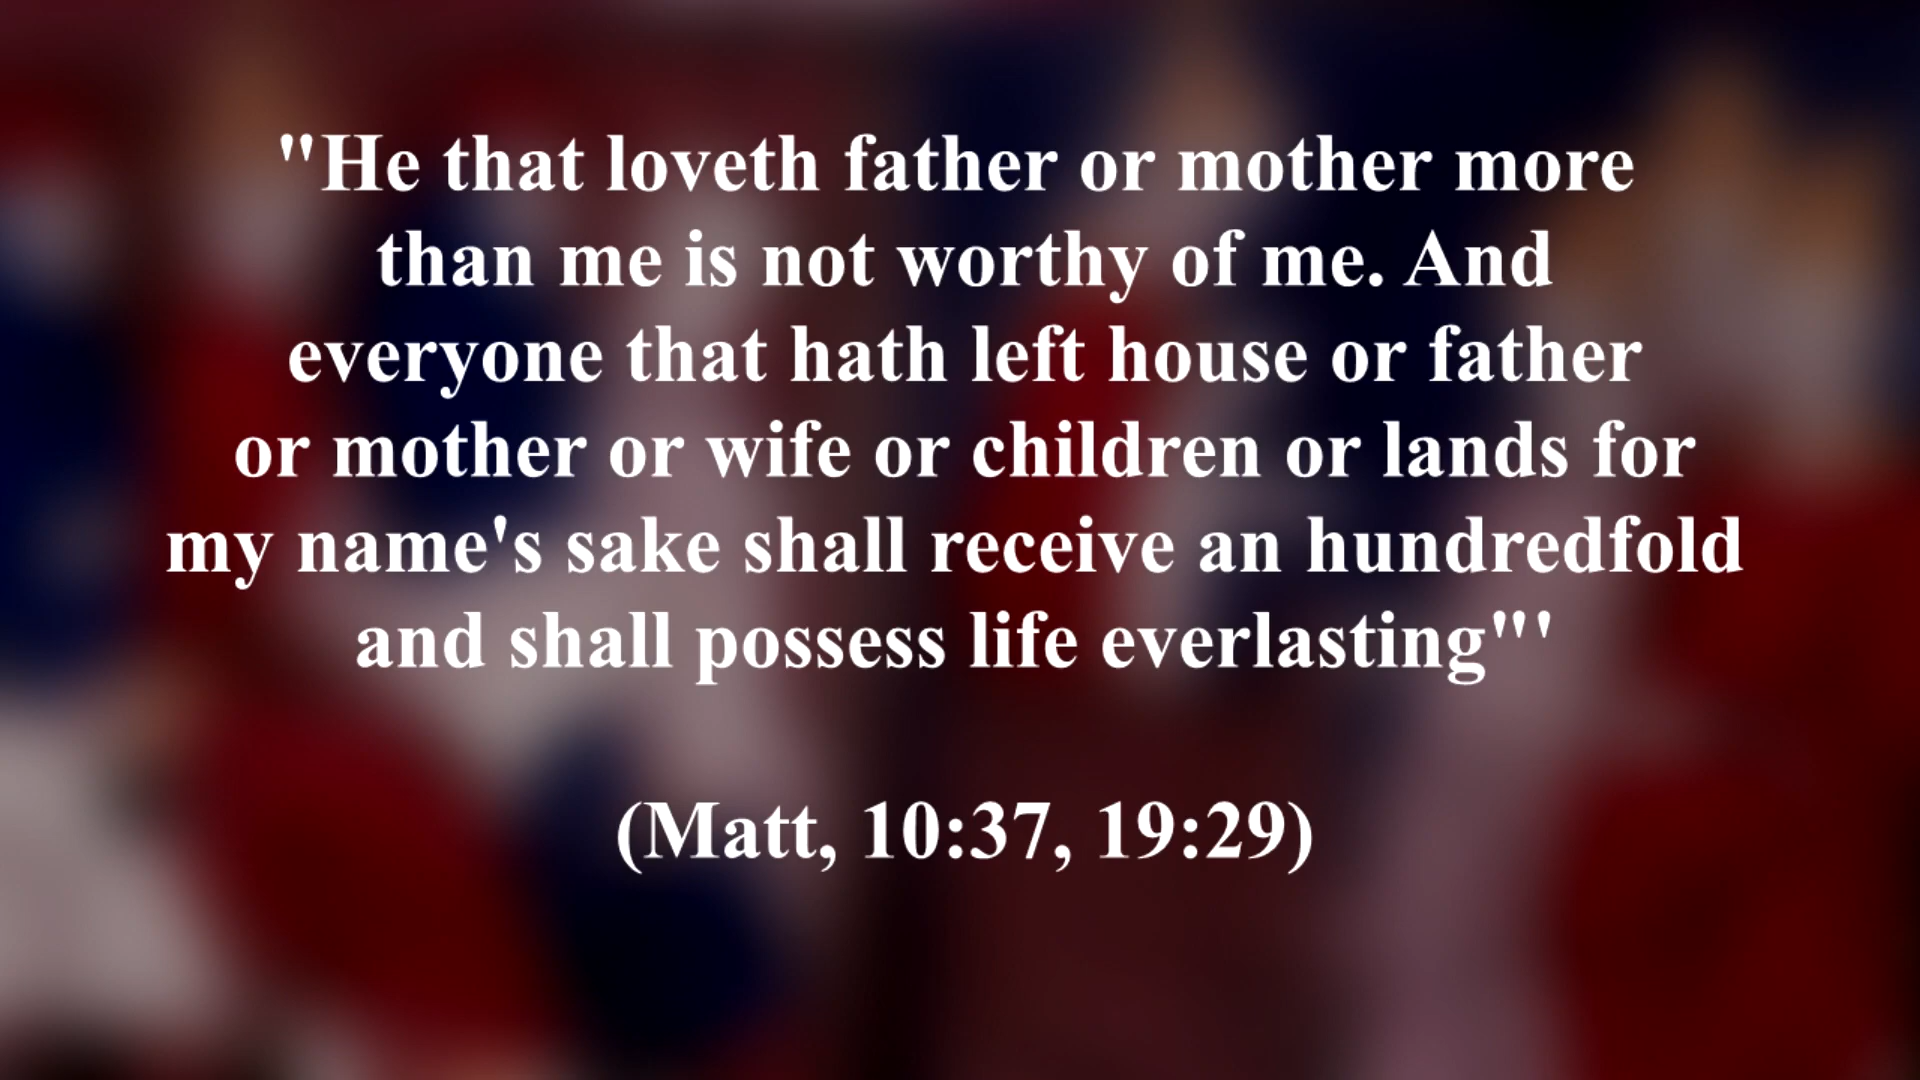 "He that loveth father or mother more
than me is not worthy of me. And
everyone that hath left house or father
or mother or wife or children or lands for
my name's sake shall receive an hundredfold
and shall possess life everlasting"'
(Matt, 10:37, 19:29)